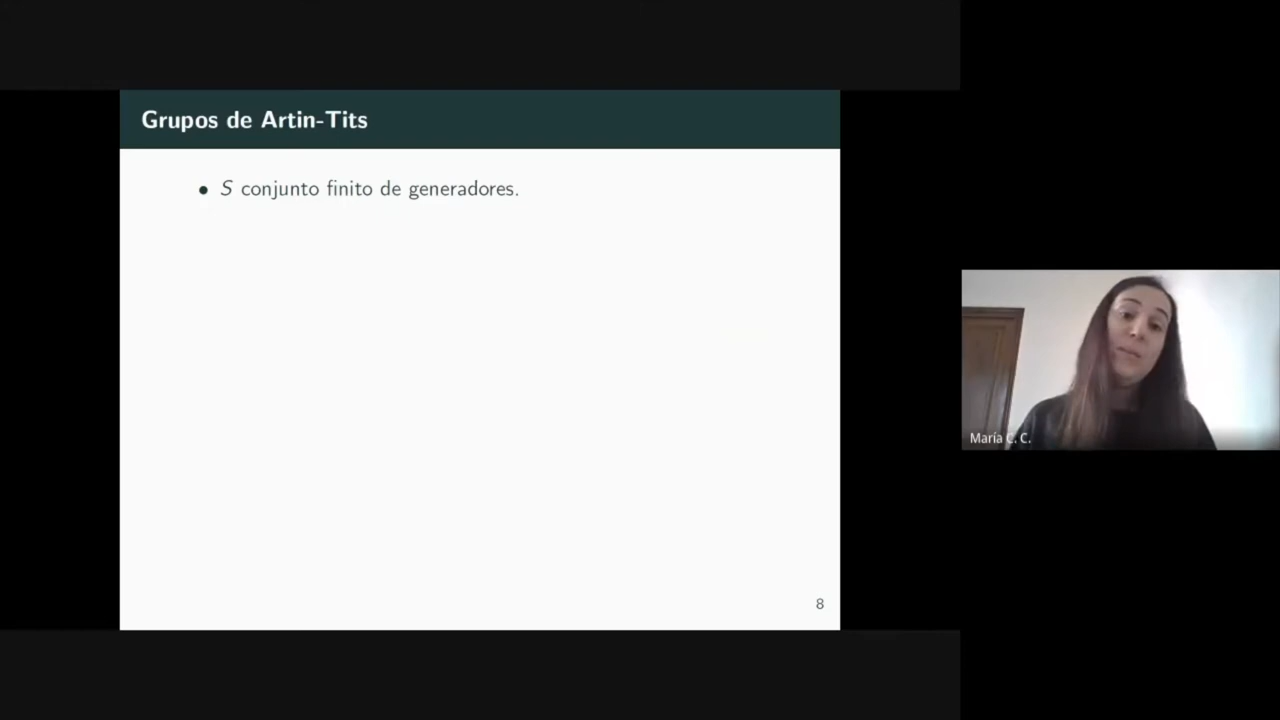 Grupos de Artin-Tits
• S conjunto finito de generadores.
8
María C. C.